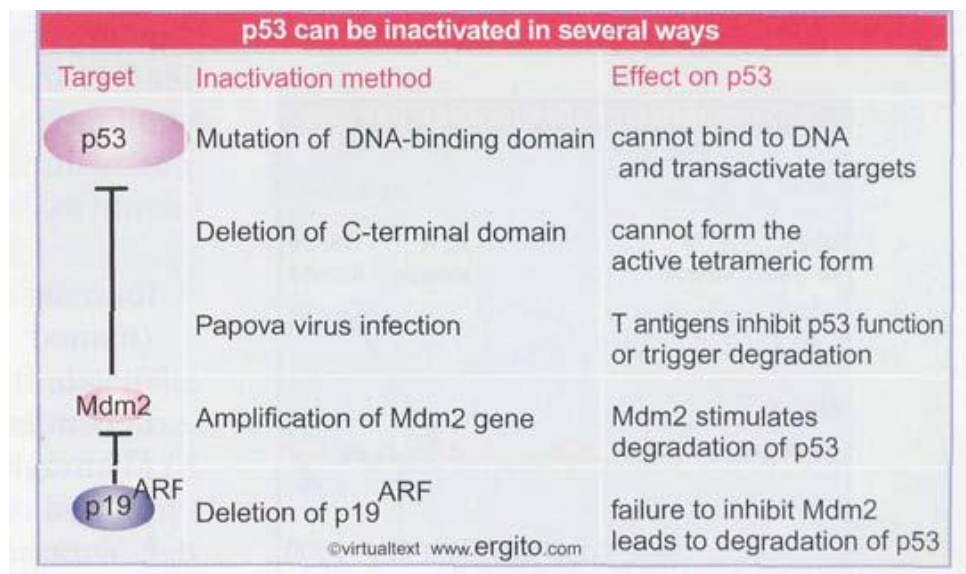 p53 can be inactivated in several ways
Target Inactivation method Effect on p53
p53 Mutation of DNA-binding domain cannot bind to DNA
and transactivate targets
Deletion of C-terminal domain cannot form the
active tetrameric form
Papova virus infection T antigens inhibit p53 function
or trigger degradation
Mdm2 Amplification of Mdm2 gene Mdm2 stimulates
degradation of p53
p19ARF Deletion of p19ARF failure to inhibit Mdm2
leads to degradation of p53
©virtualtext www.ergito.com